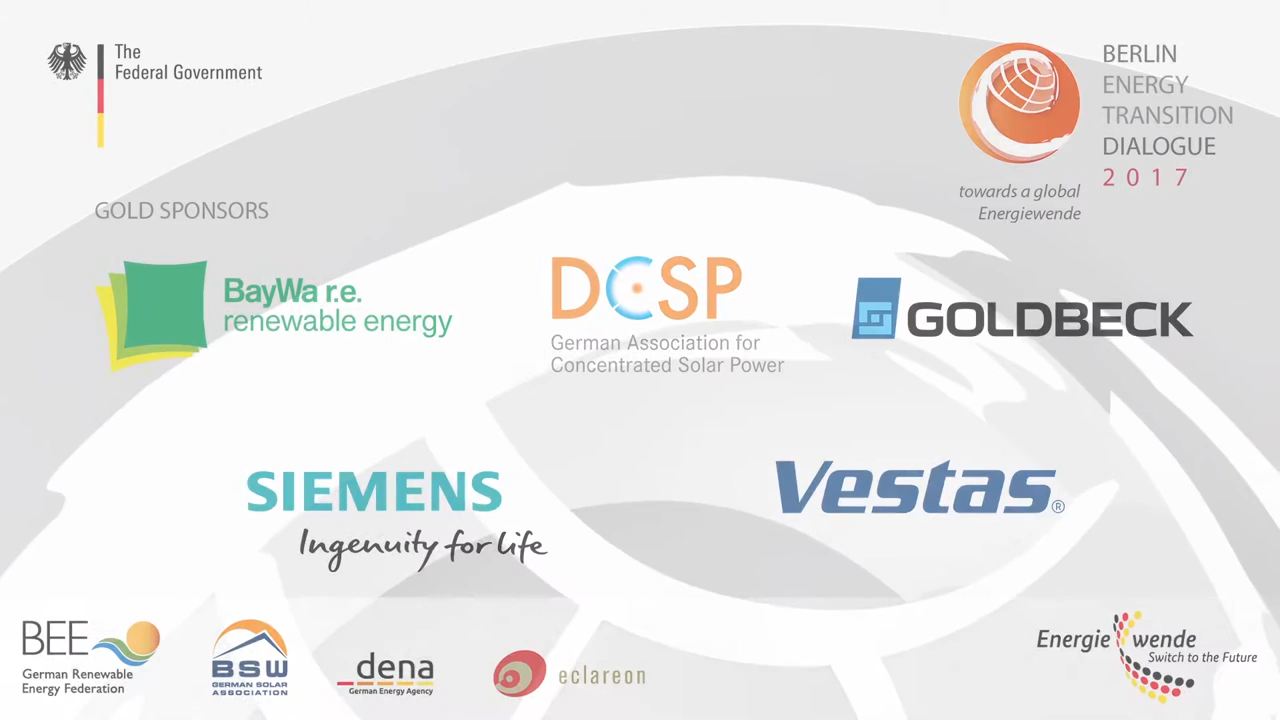 The
Federal Government
BERLIN
ENERGY
TRANSITION
DIALOGUE
2017
towards a global
Energiewende
GOLD SPONSORS
BayWa r.e.
renewable energy
DCSP
German Association for
Concentrated Solar Power
GOLDBECK
SIEMENS
Ingenuity for life
Vestas®
BEE
German Renewable
Energy Federation
BSW
GERMAN SOLAR
ASSOCIATION
dena
German Energy Agency
eclareon
Energie wende
Switch to the Future